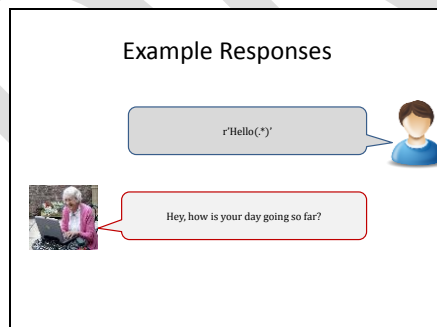 Example Responses
r'Hello(.*)'
Hey, how is your day going so far?